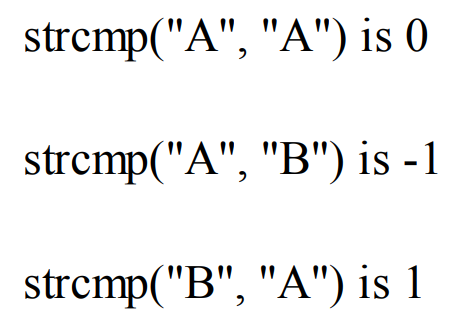 strcmp("A", "A") is 0
strcmp("A", "B") is -1
strcmp("B", "A") is 1